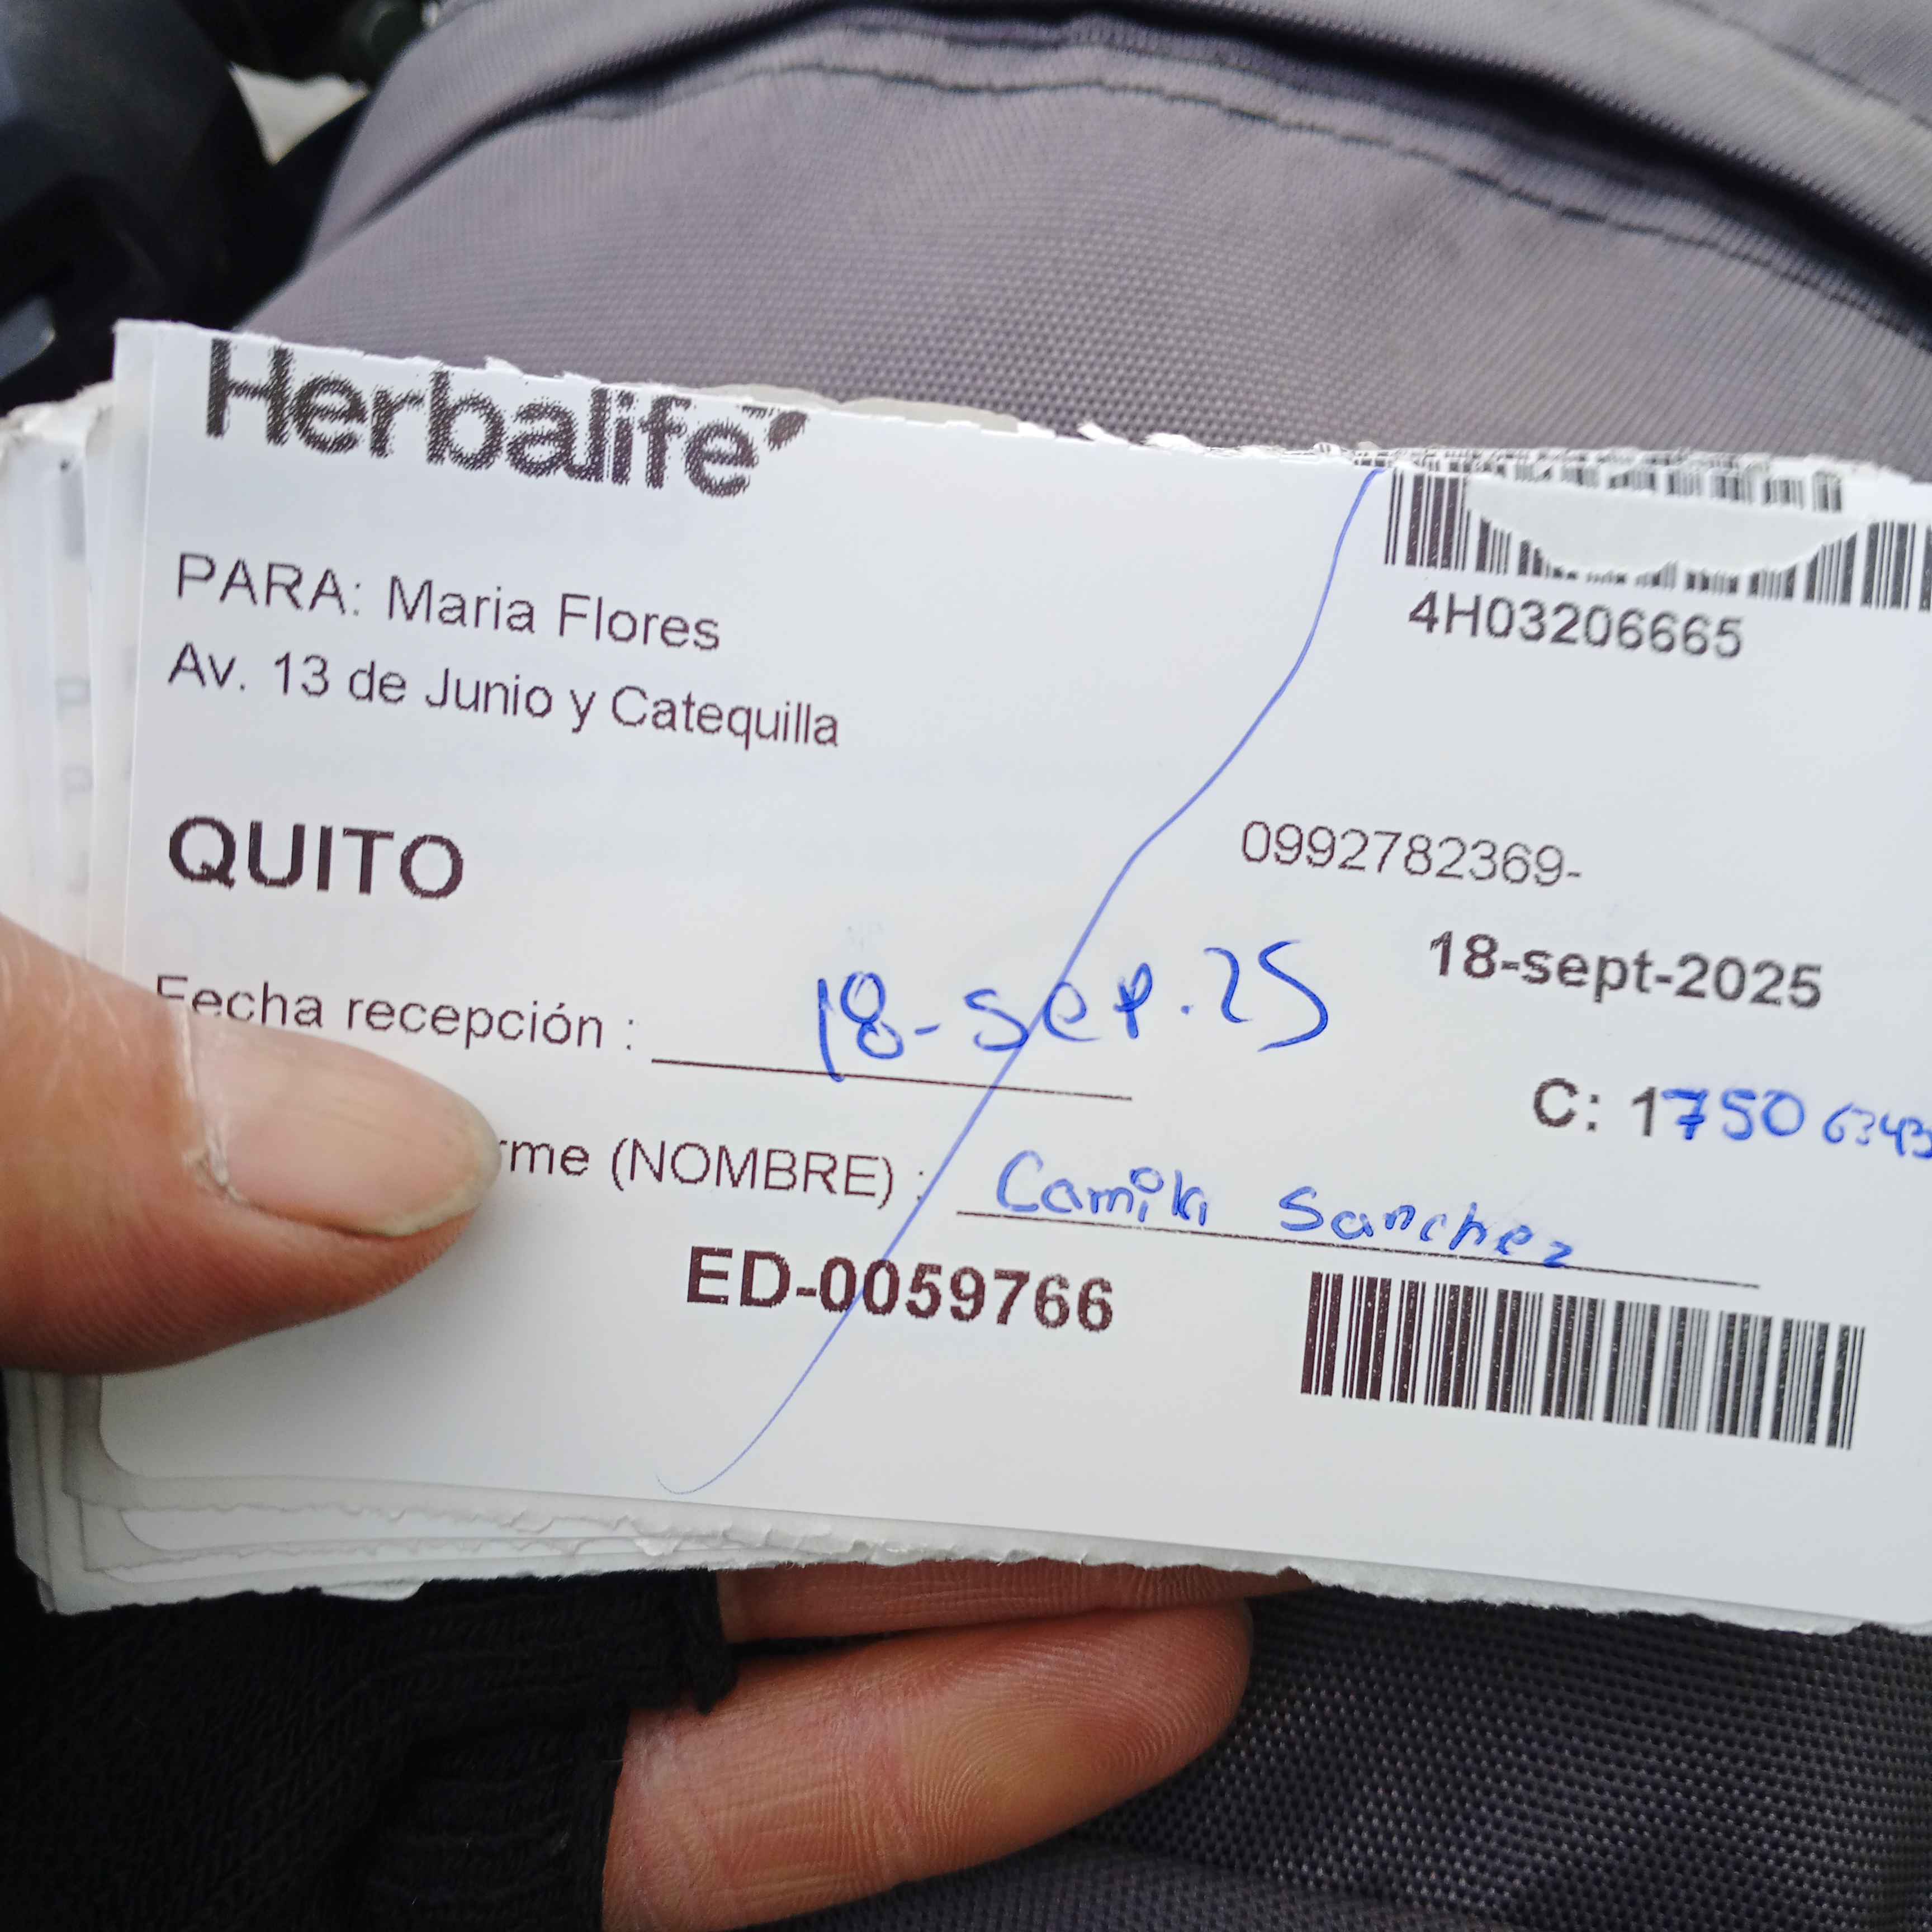 Herbalife
4H03206665
PARA: Maria Flores
Av. 13 de Junio y Catequilla
QUITO
0992782369-
18-sept-2025
Fecha recepción : 18-sep.25
C: 1750 6343
rme (NOMBRE) : Camila Sanchez
ED-0059766